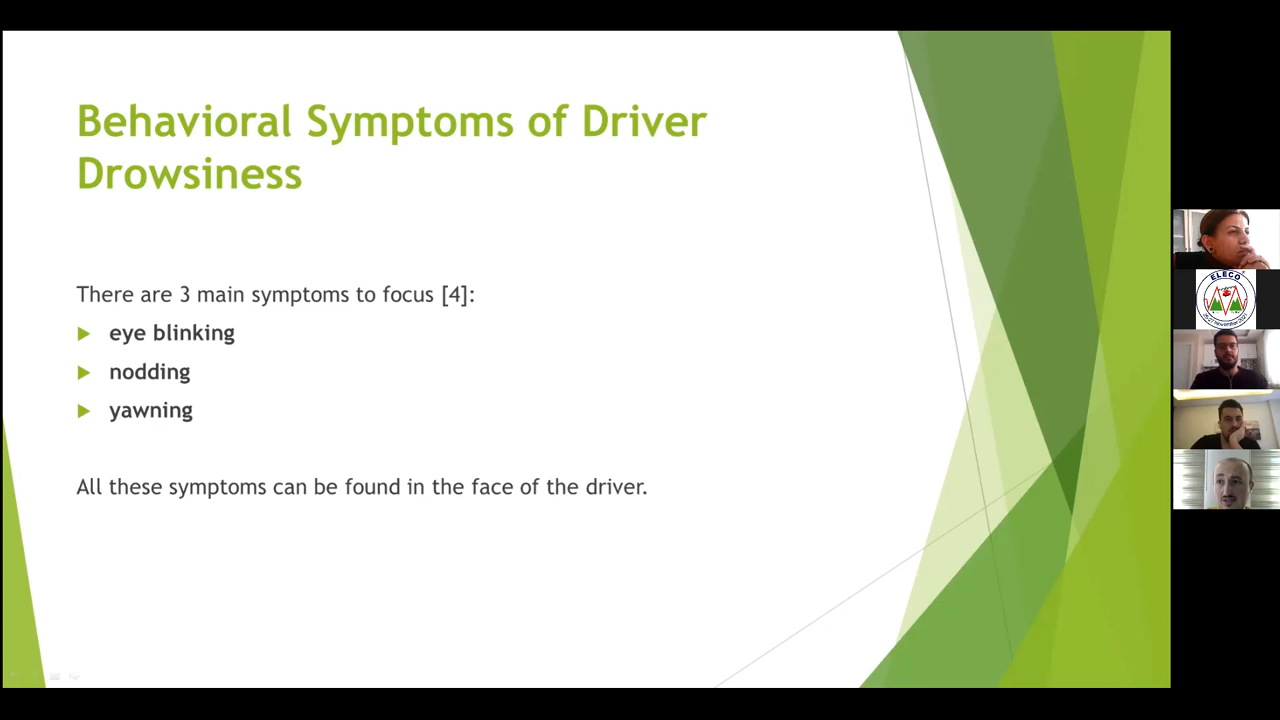 Behavioral Symptoms of Driver
Drowsiness
There are 3 main symptoms to focus [4]:
eye blinking
nodding
yawning
All these symptoms can be found in the face of the driver.
ELECO